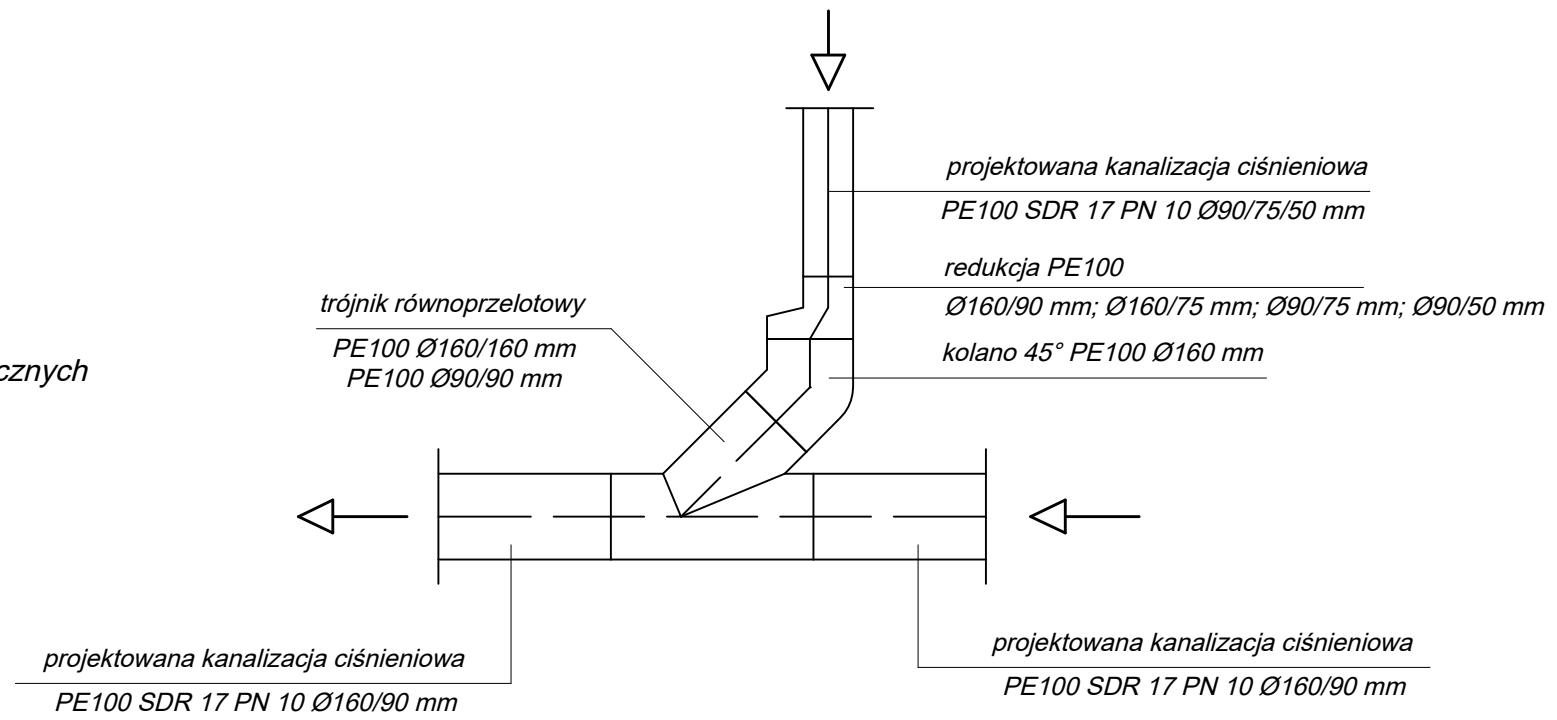 projektowana kanalizacja ciśnieniowa
PE100 SDR 17 PN 10 Ø90/75/50 mm
redukcja PE100
Ø160/90 mm; Ø160/75 mm; Ø90/75 mm; Ø90/50 mm
kolano 45° PE100 Ø160 mm
trójnik równoprzelotowy
PE100 Ø160/160 mm
PE100 Ø90/90 mm
cznych
projektowana kanalizacja ciśnieniowa
PE100 SDR 17 PN 10 Ø160/90 mm
projektowana kanalizacja ciśnieniowa
PE100 SDR 17 PN 10 Ø160/90 mm